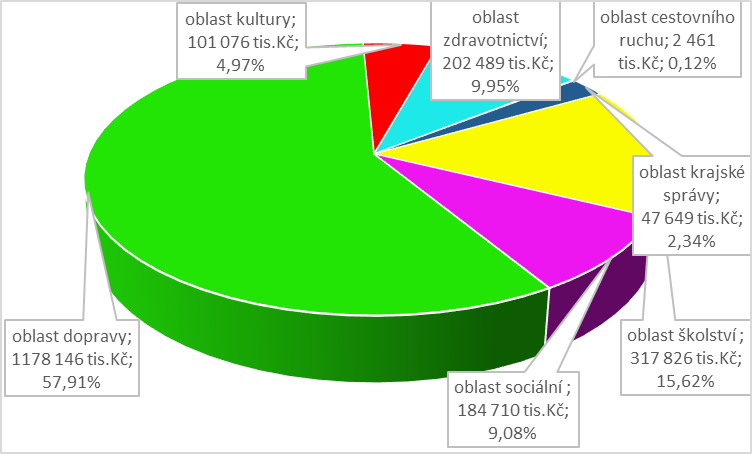 oblast kultury;
101 076 tis.Kč;
4,97%
oblast
zdravotnictví;
202 489 tis.Kč;
9,95%
oblast cestovního
ruchu; 2 461
tis.Kč; 0,12%
oblast krajské
správy;
47 649 tis.Kč;
2,34%
oblast školství ;
317 826 tis.Kč;
15,62%
oblast sociální ;
184 710 tis.Kč;
9,08%
oblast dopravy;
1178 146 tis.Kč;
57,91%